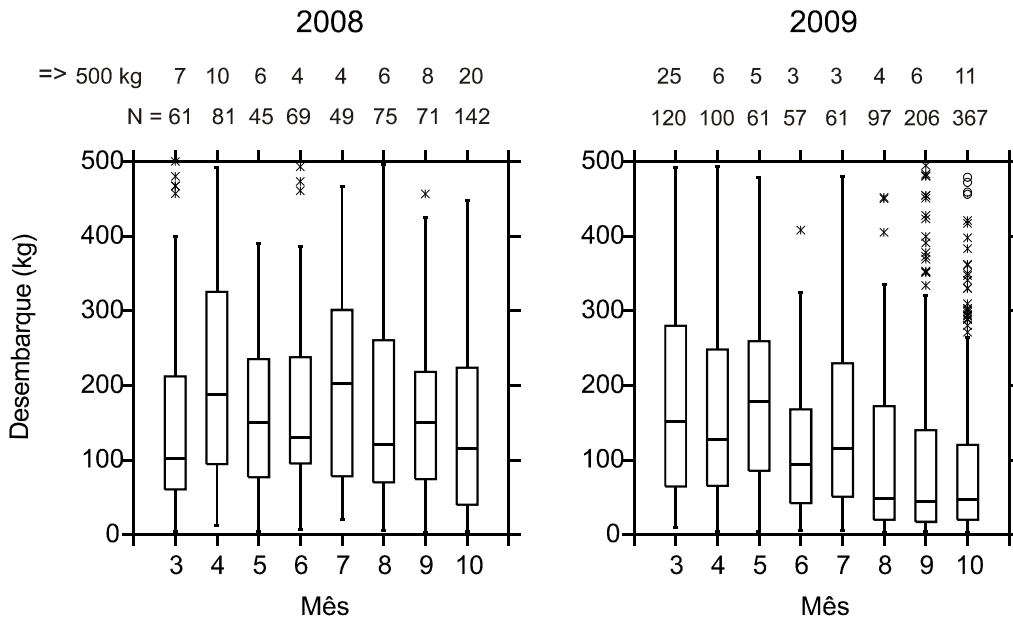 2008 2009
=> 500 kg 7 10 6 4 4 6 8 20 25 6 5 3 3 4 6 11
N = 61 81 45 69 49 75 71 142 120 100 61 57 61 97 206 367
500 500
400 400
300 300
200 200
100 100
0 0
Desembarque (kg)
3 4 5 6 7 8 9 10 3 4 5 6 7 8 9 10
Mês Mês